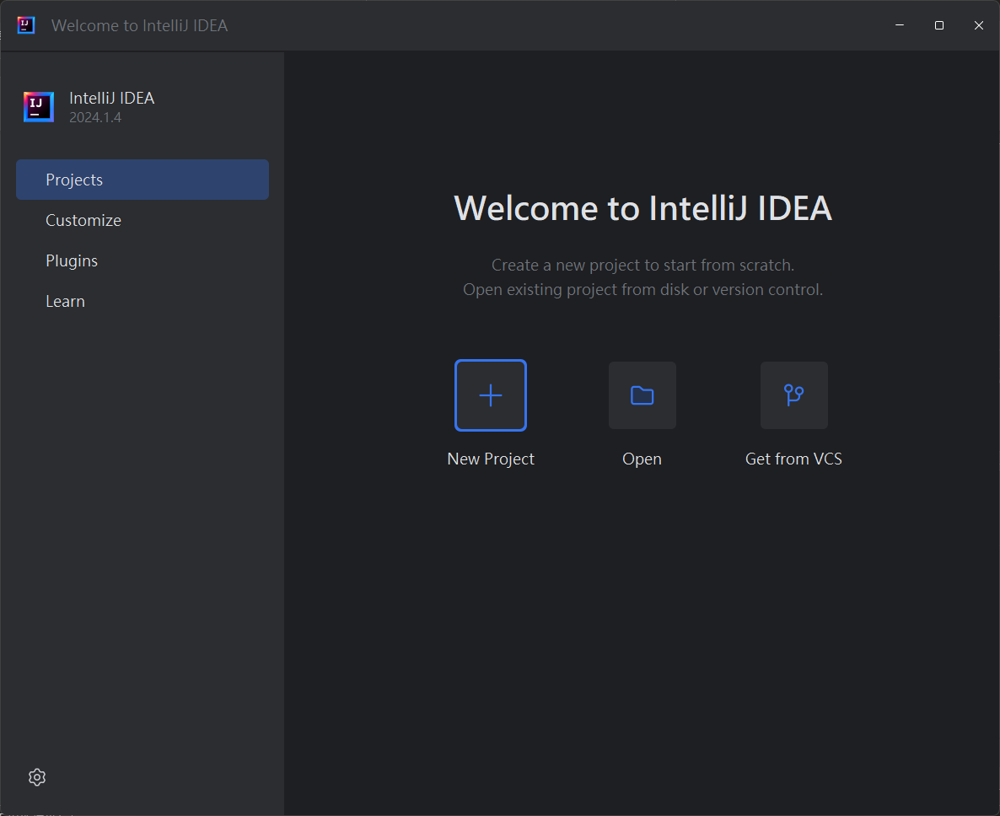 Welcome to IntelliJ IDEA
IJ
IntelliJ IDEA
2024.1.4
Projects
Customize
Plugins
Learn
Welcome to IntelliJ IDEA
Create a new project to start from scratch.
Open existing project from disk or version control.
New Project
Open
Get from VCS